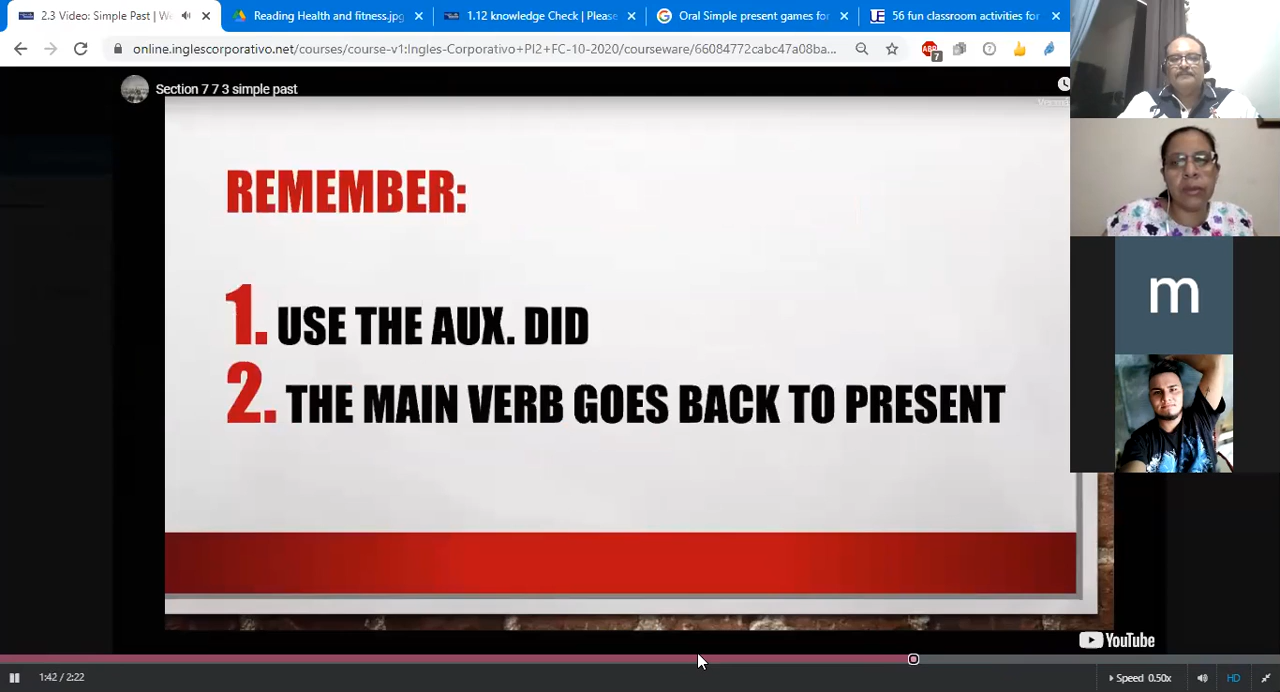 2.3 Video: Simple Past | We
Reading Health and fitness.jpg
1.12 knowledge Check | Please
Oral Simple present games for
56 fun classroom activities for
online.inglescorporativo.net/courses/course-v1:Ingles-Corporativo+PI2+FC-10-2020/courseware/66084772cabc47a08ba...
ABP
7
Section 7 7 3 simple past
REMEMBER:
1. USE THE AUX. DID
2. THE MAIN VERB GOES BACK TO PRESENT
m
YouTube
1:42 / 2:22
Speed 0.50x
HD